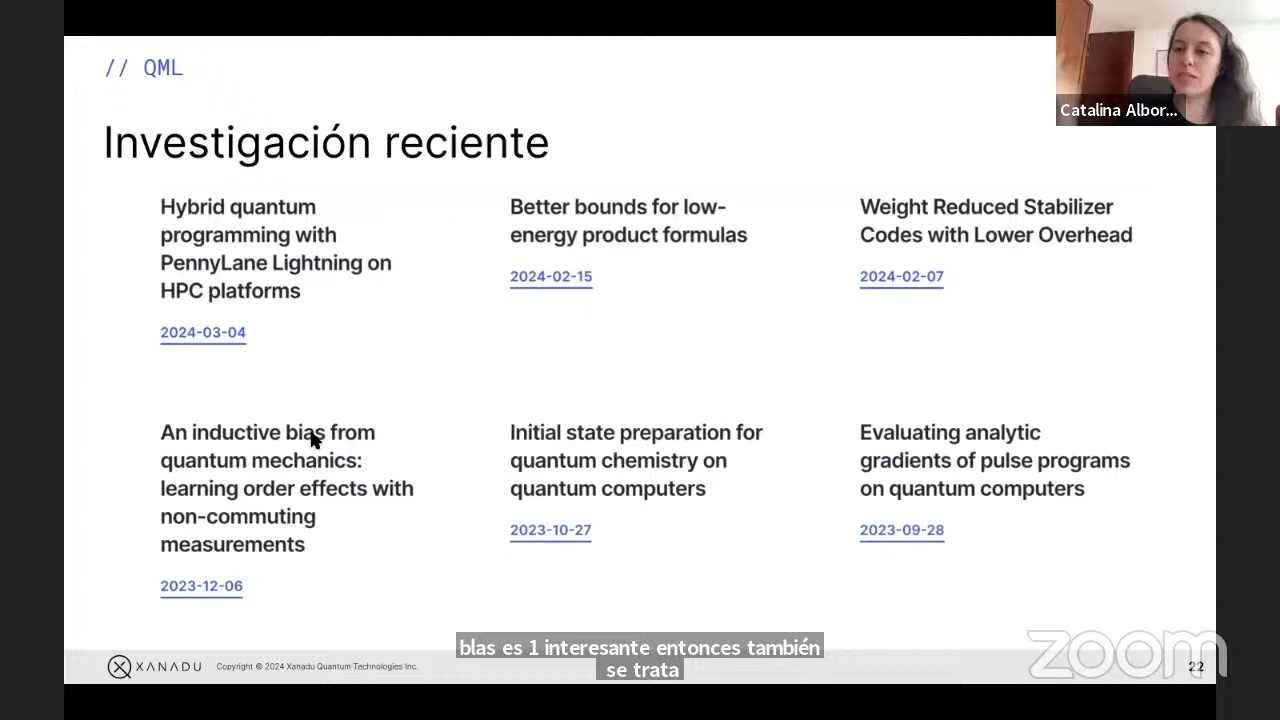 // QML
Catalina Albor...
Investigación reciente
Hybrid quantum
programming with
PennyLane Lightning on
HPC platforms
2024-03-04
Better bounds for low-
energy product formulas
2024-02-15
Weight Reduced Stabilizer
Codes with Lower Overhead
2024-02-07
An inductive bias from
quantum mechanics:
learning order effects with
non-commuting
measurements
2023-12-06
Initial state preparation for
quantum chemistry on
quantum computers
2023-10-27
Evaluating analytic
gradients of pulse programs
on quantum computers
2023-09-28
blas es 1 interesante entonces también
se trata
XANADU
Copyright © 2024 Xanadu Quantum Technologies Inc.
zoom
22